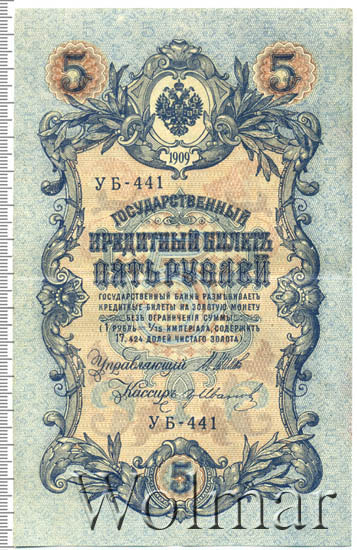 5 5
1909
УБ-441
ГОСУДАРСТВЕННЫЙ
КРЕДИТНЫЙ БИЛЕТЪ
ПЯТЬ РУБЛЕЙ
ГОСУДАРСТВЕННЫЙ БАНКЪ РАЗМѢНИВАЕТЪ
КРЕДИТНЫЕ БИЛЕТЫ НА ЗОЛОТУЮ МОНЕТУ
БЕЗЪ ОГРАНИЧЕНІЯ СУММЫ
(1 РУБЛЬ = 1/15 ИМПЕРІАЛА, СОДЕРЖИТЪ
17,424 ДОЛЕЙ ЧИСТАГО ЗОЛОТА)
Управляющій
Кассиръ
УБ-441
5
Wolmar